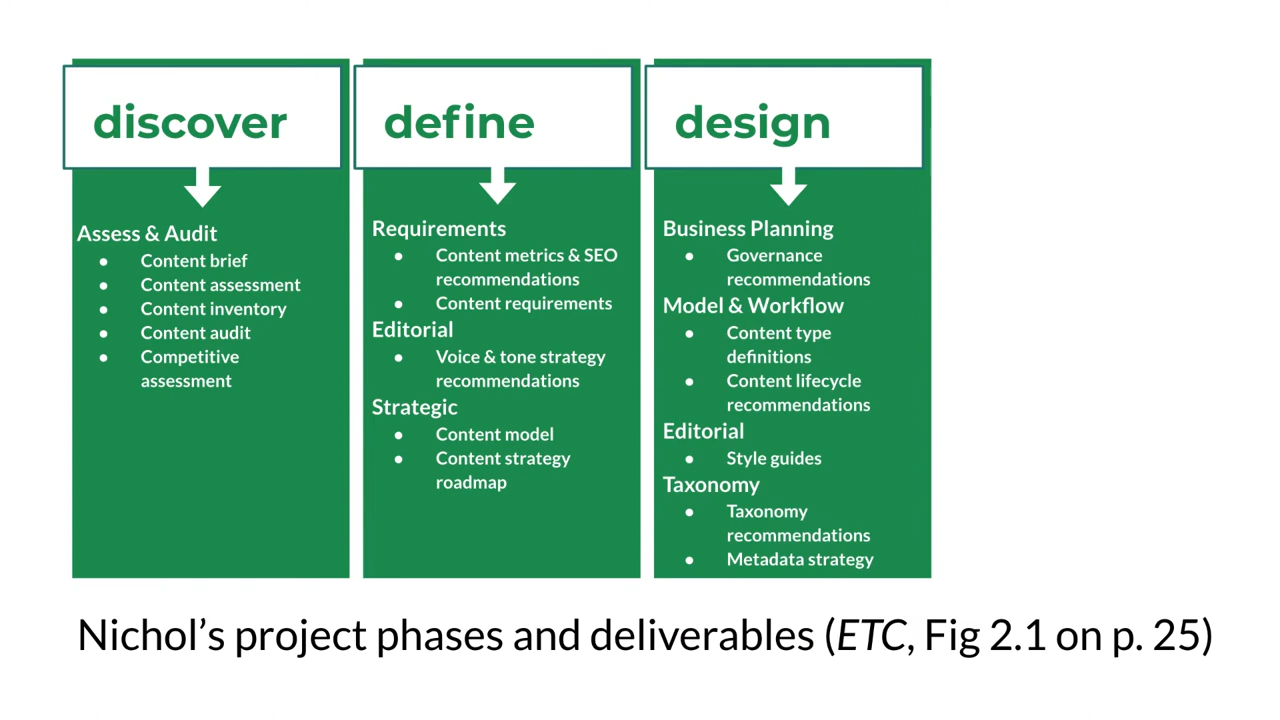 discover
Assess & Audit
● Content brief
● Content assessment
● Content inventory
● Content audit
● Competitive
assessment
define
Requirements
● Content metrics & SEO
recommendations
● Content requirements
Editorial
● Voice & tone strategy
recommendations
Strategic
● Content model
● Content strategy
roadmap
design
Business Planning
● Governance
recommendations
Model & Workflow
● Content type
definitions
● Content lifecycle
recommendations
Editorial
● Style guides
Taxonomy
● Taxonomy
recommendations
● Metadata strategy
Nichol’s project phases and deliverables (ETC, Fig 2.1 on p. 25)